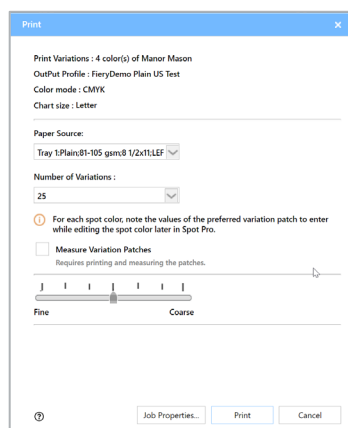 Print
Print Variations : 4 color(s) of Manor Mason
OutPut Profile : FieryDemo Plain US Test
Color mode : CMYK
Chart size : Letter
Paper Source:
Tray 1;Plain;81-105 gsm;8 1/2x11;LEF
Number of Variations :
25
For each spot color, note the values of the preferred variation patch to enter
while editing the spot color later in Spot Pro.
Measure Variation Patches
Requires printing and measuring the patches.
Fine Coarse
Job Properties... Print Cancel